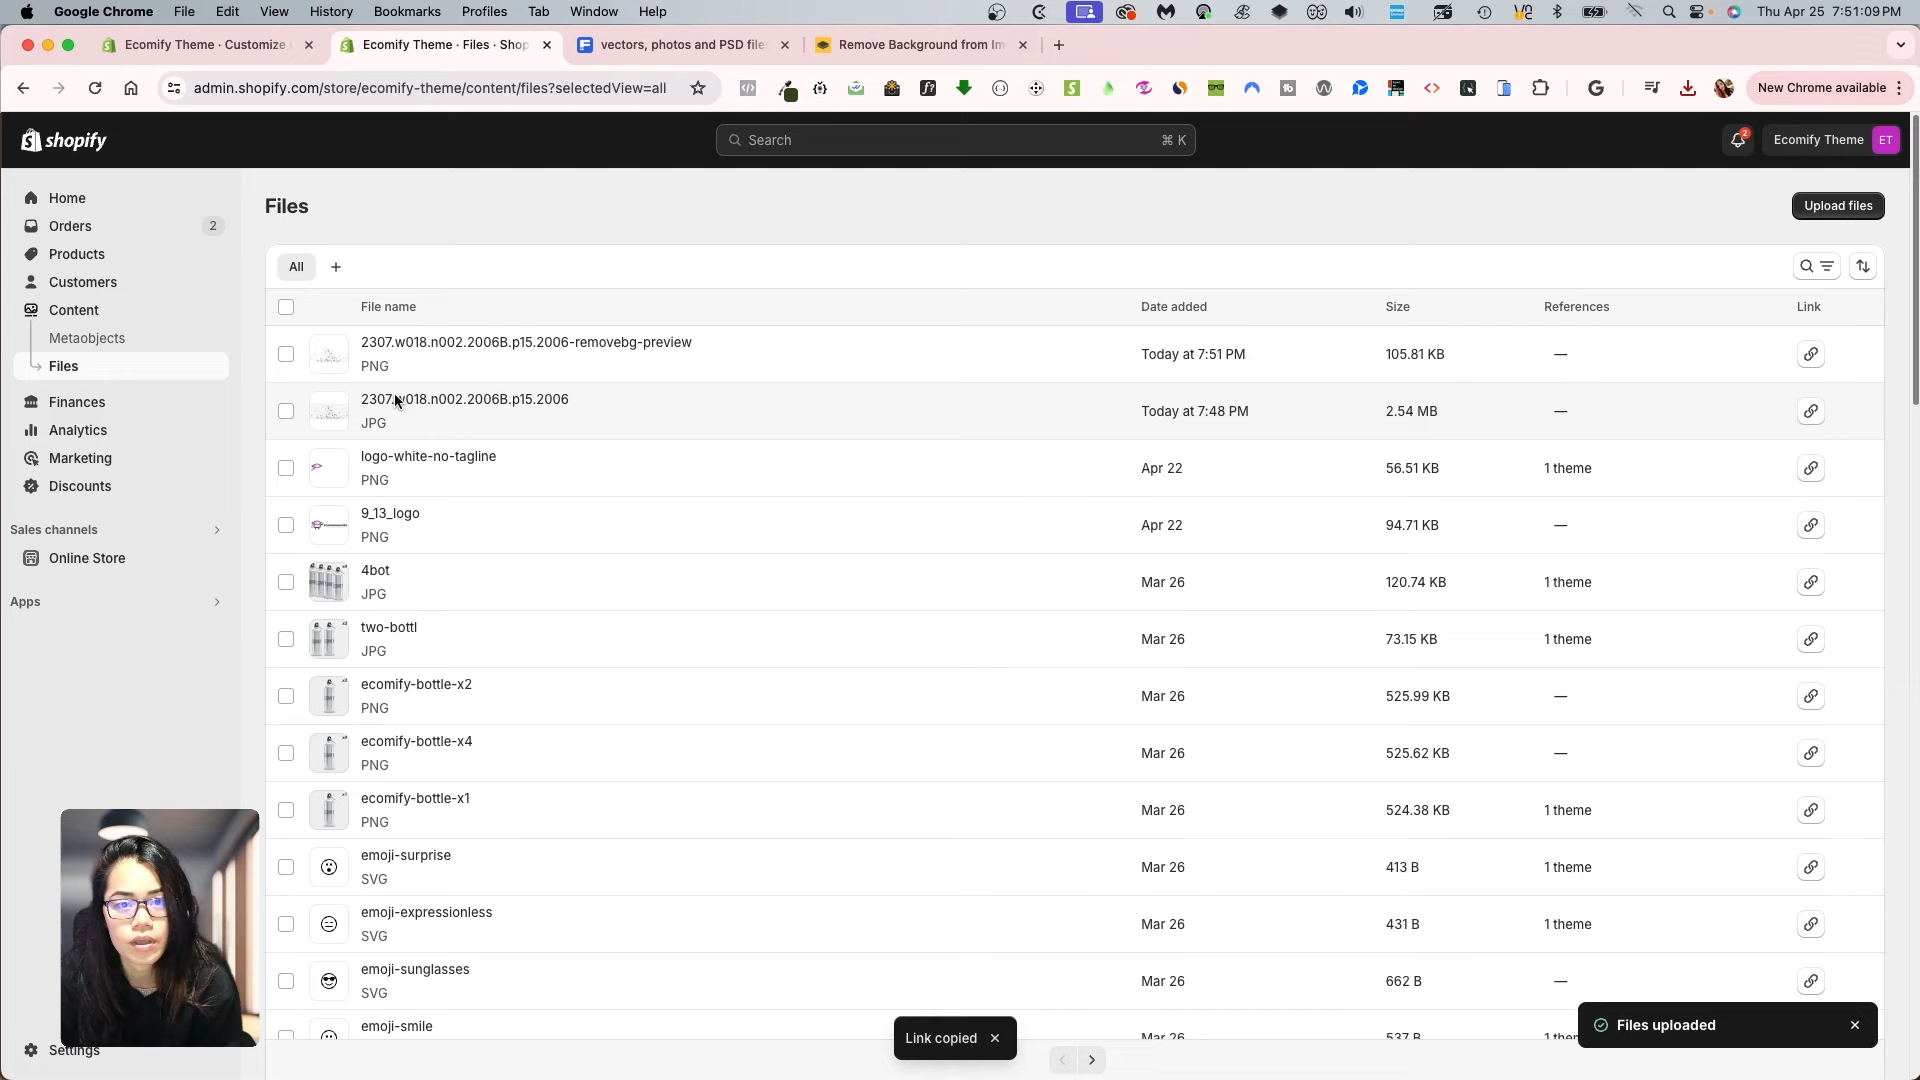 Google Chrome File Edit View History Bookmarks Profiles Tab Window Help Thu Apr 25 7:51:09 PM
Ecomify Theme · Customize Ecomify Theme · Files · Shop vectors, photos and PSD file Remove Background from Im
admin.shopify.com/store/ecomify-theme/content/files?selectedView=all New Chrome available
shopify Search ⌘ K 2 Ecomify Theme ET
Home
Orders 2
Products
Customers
Content
Metaobjects
Files
Finances
Analytics
Marketing
Discounts
Sales channels
Online Store
Apps
Settings
Files Upload files
All +
File name Date added Size References Link
2307.w018.n002.2006B.p15.2006-removebg-preview
PNG
Today at 7:51 PM 105.81 KB —
2307.w018.n002.2006B.p15.2006
JPG
Today at 7:48 PM 2.54 MB —
logo-white-no-tagline
PNG
Apr 22 56.51 KB 1 theme
9_13_logo
PNG
Apr 22 94.71 KB —
4bot
JPG
Mar 26 120.74 KB 1 theme
two-bottl
JPG
Mar 26 73.15 KB 1 theme
ecomify-bottle-x2
PNG
Mar 26 525.99 KB —
ecomify-bottle-x4
PNG
Mar 26 525.62 KB —
ecomify-bottle-x1
PNG
Mar 26 524.38 KB 1 theme
emoji-surprise
SVG
Mar 26 413 B 1 theme
emoji-expressionless
SVG
Mar 26 431 B 1 theme
emoji-sunglasses
SVG
Mar 26 662 B —
emoji-smile
Mar 26 537 B
Link copied
Files uploaded